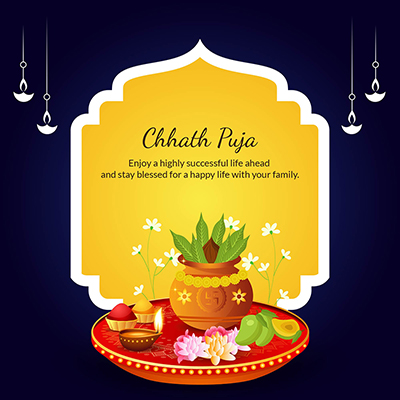 Chhath Puja
Enjoy a highly successful life ahead
and stay blessed for a happy life with your family.